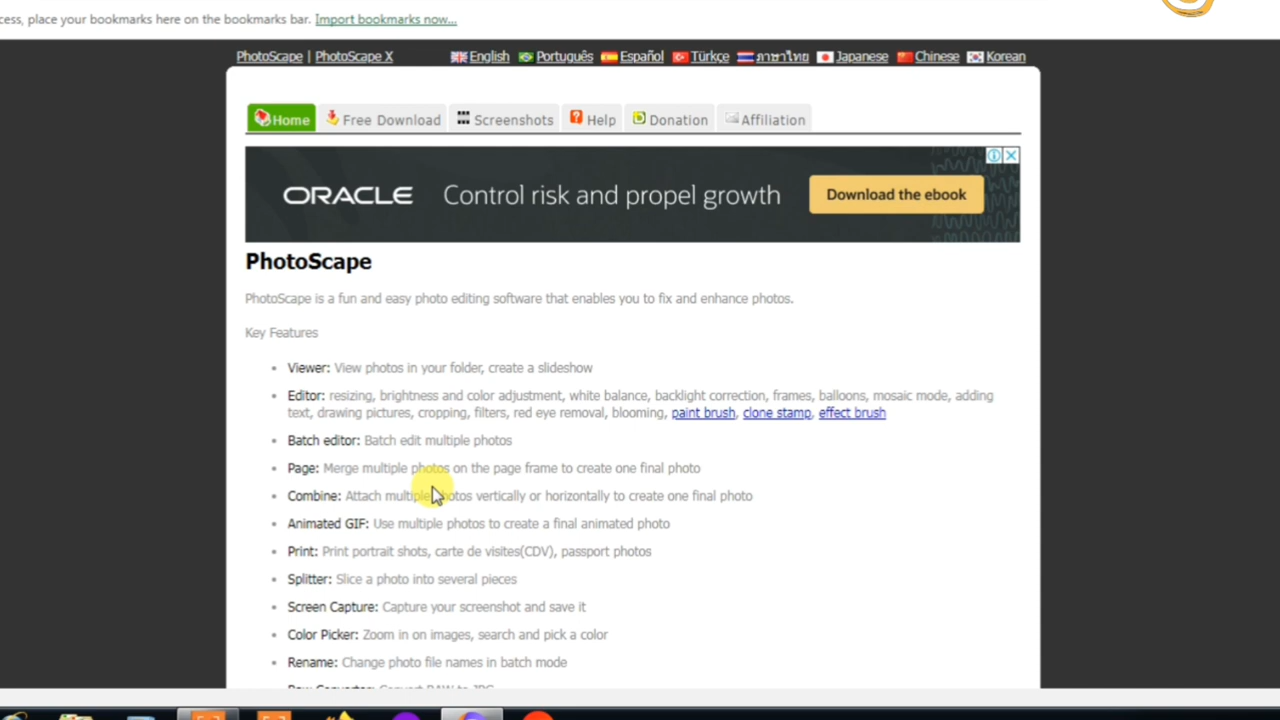 cess, place your bookmarks here on the bookmarks bar. Import bookmarks now...
PhotoScape | PhotoScape X English Português Español Türkçe ภาษาไทย Japanese Chinese Korean
Home Free Download Screenshots Help Donation Affiliation
ORACLE Control risk and propel growth Download the ebook
PhotoScape
PhotoScape is a fun and easy photo editing software that enables you to fix and enhance photos.
Key Features
Viewer: View photos in your folder, create a slideshow
Editor: resizing, brightness and color adjustment, white balance, backlight correction, frames, balloons, mosaic mode, adding
text, drawing pictures, cropping, filters, red eye removal, blooming, paint brush, clone stamp, effect brush
Batch editor: Batch edit multiple photos
Page: Merge multiple photos on the page frame to create one final photo
Combine: Attach multiple photos vertically or horizontally to create one final photo
Animated GIF: Use multiple photos to create a final animated photo
Print: Print portrait shots, carte de visites(CDV), passport photos
Splitter: Slice a photo into several pieces
Screen Capture: Capture your screenshot and save it
Color Picker: Zoom in on images, search and pick a color
Rename: Change photo file names in batch mode
Raw Converter: Convert RAW to JPG